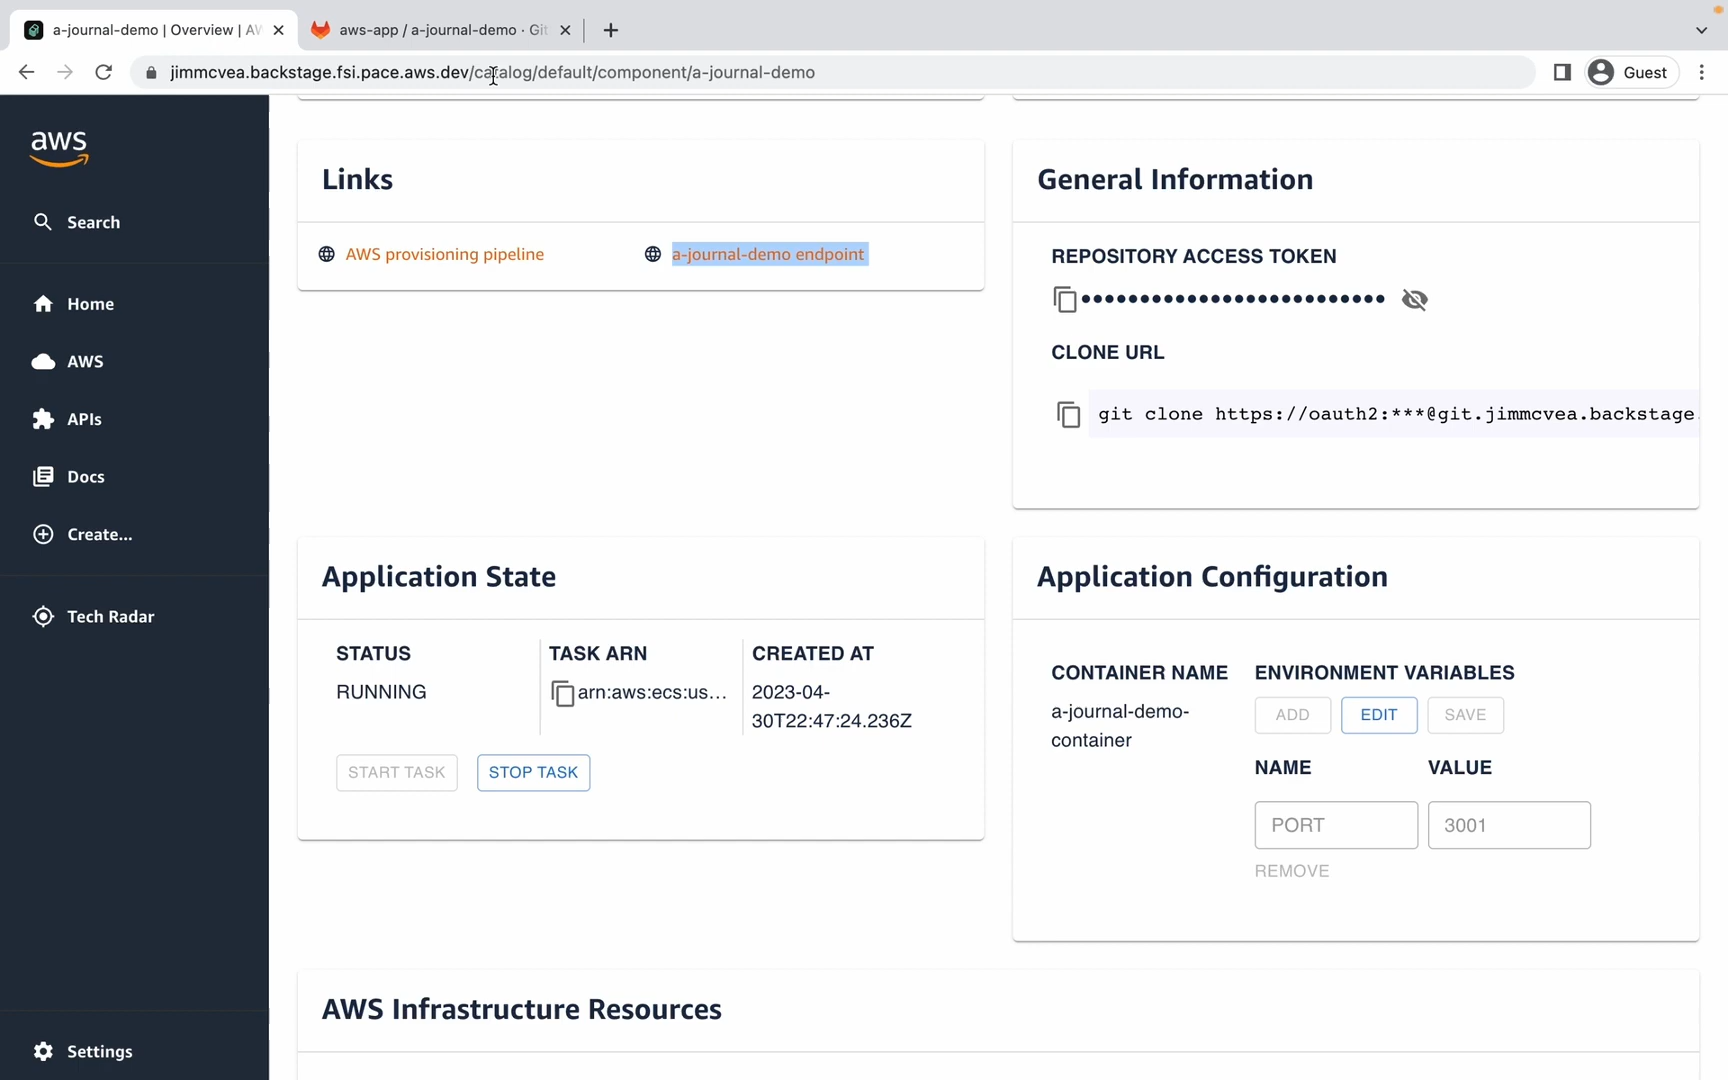 a-journal-demo | Overview | AW
aws-app / a-journal-demo · Git
jimmcvea.backstage.fsi.pace.aws.dev/catalog/default/component/a-journal-demo
Guest
aws
Search
Home
AWS
APIs
Docs
Create...
Tech Radar
Settings
Links
AWS provisioning pipeline
a-journal-demo endpoint
General Information
REPOSITORY ACCESS TOKEN
••••••••••••••••••••••••••
CLONE URL
git clone https://oauth2:***@git.jimmcvea.backstage.
Application State
STATUS
RUNNING
TASK ARN
arn:aws:ecs:us...
CREATED AT
2023-04-
30T22:47:24.236Z
START TASK
STOP TASK
Application Configuration
CONTAINER NAME
a-journal-demo-
container
ENVIRONMENT VARIABLES
ADD
EDIT
SAVE
NAME
VALUE
PORT
3001
REMOVE
AWS Infrastructure Resources